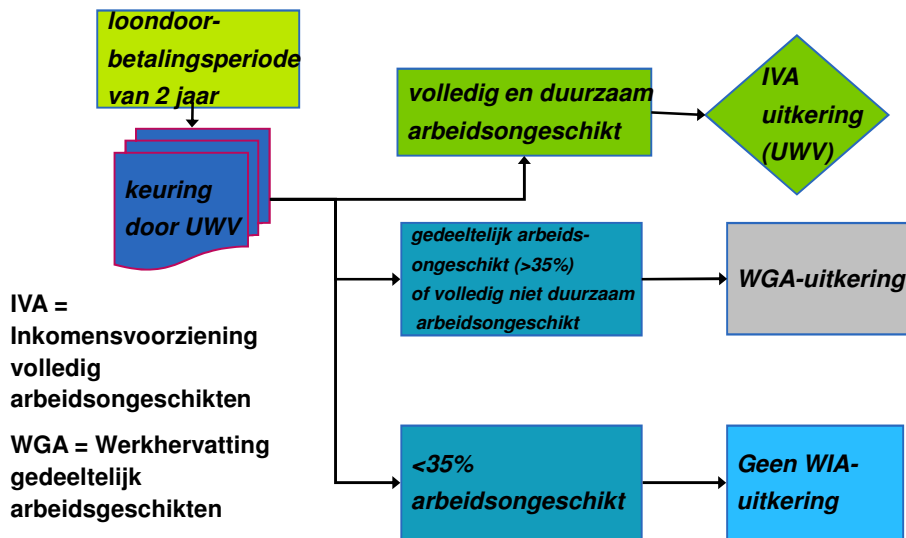 loondoor-
betalingsperiode
van 2 jaar
keuring
door UWV
volledig en duurzaam
arbeidsongeschikt
IVA
uitkering
(UWV)
gedeeltelijk arbeids-
ongeschikt (>35%)
of volledig niet duurzaam
arbeidsongeschikt
WGA-uitkering
<35%
arbeidsongeschikt
Geen WIA-
uitkering
IVA =
Inkomensvoorziening
volledig
arbeidsongeschikten
WGA = Werkhervatting
gedeeltelijk
arbeidsgeschikten